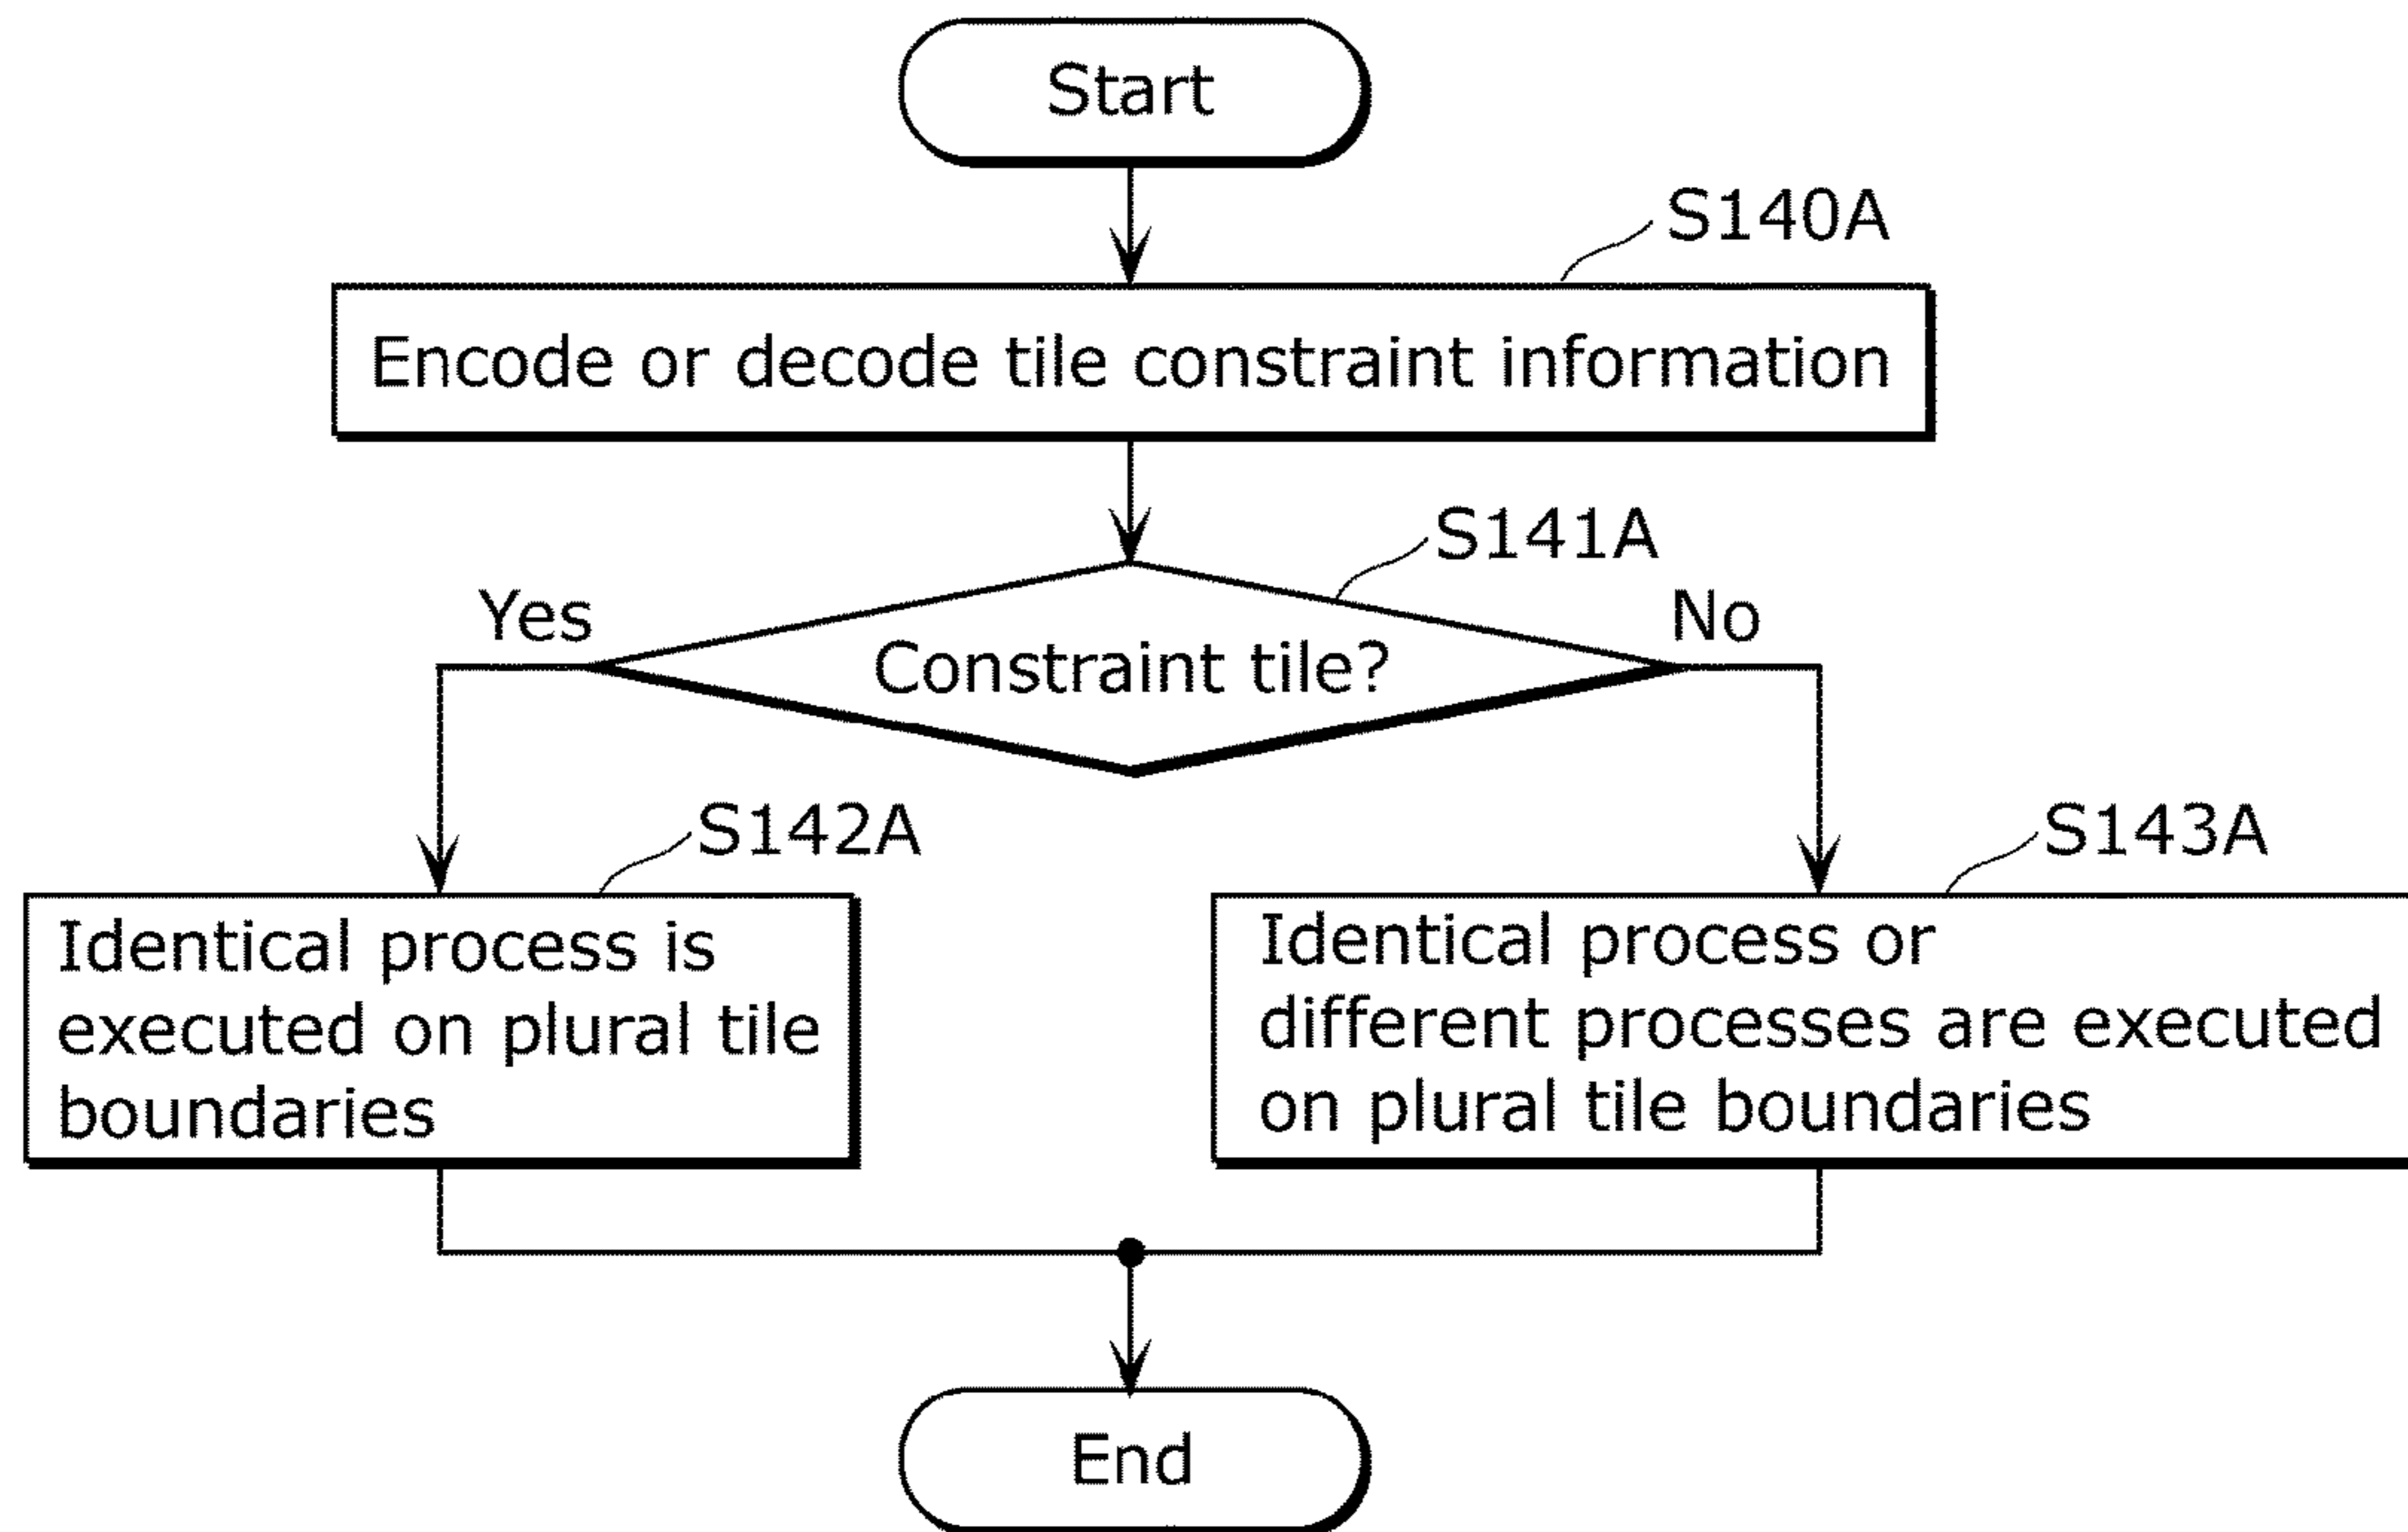 Start
S140A
Encode or decode tile constraint information
S141A
Yes
No
Constraint tile?
S142A
S143A
Identical process is
executed on plural tile
boundaries
Identical process or
different processes are executed
on plural tile boundaries
End